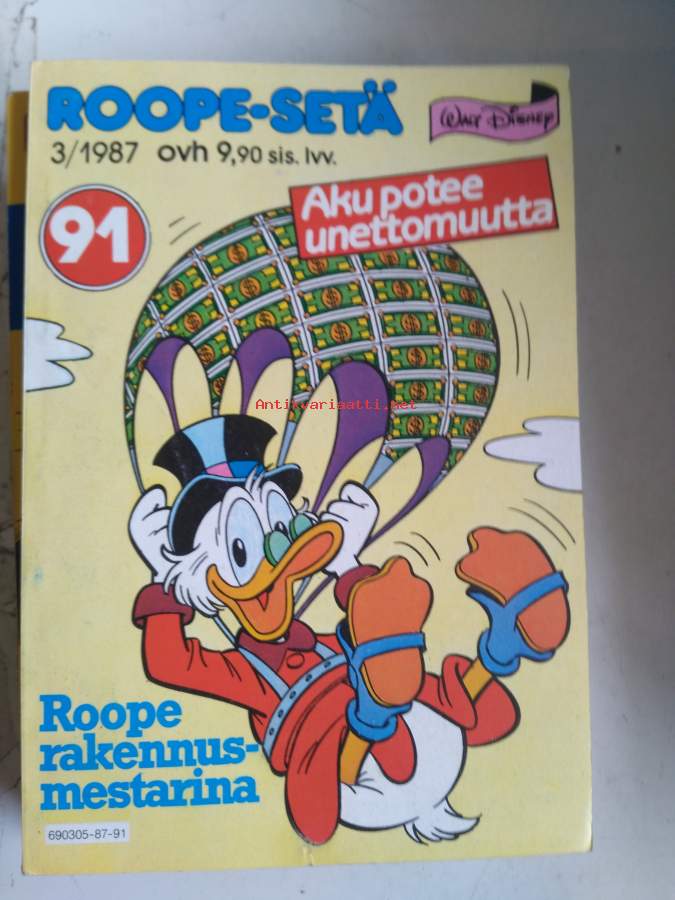 ROOPE-SETÄ
WALT DISNEY
3/1987 ovh 9,90 sis. lvv.
91
Aku potee
unettomuutta
Antikvariaatti.net
Roope
rakennus-
mestarina
690305-87-91